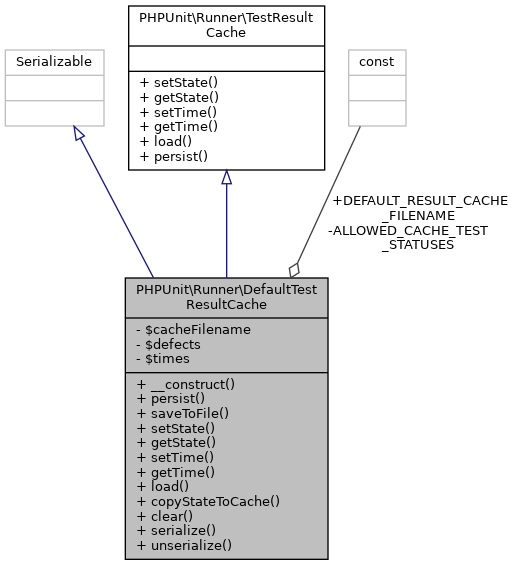 PHPUnit\Runner\TestResult
Cache
+ setState()
+ getState()
+ setTime()
+ getTime()
+ load()
+ persist()
Serializable
const
+DEFAULT_RESULT_CACHE
_FILENAME
-ALLOWED_CACHE_TEST
_STATUSES
PHPUnit\Runner\DefaultTest
ResultCache
- $cacheFilename
- $defects
- $times
+ __construct()
+ persist()
+ saveToFile()
+ setState()
+ getState()
+ setTime()
+ getTime()
+ load()
+ copyStateToCache()
+ clear()
+ serialize()
+ unserialize()